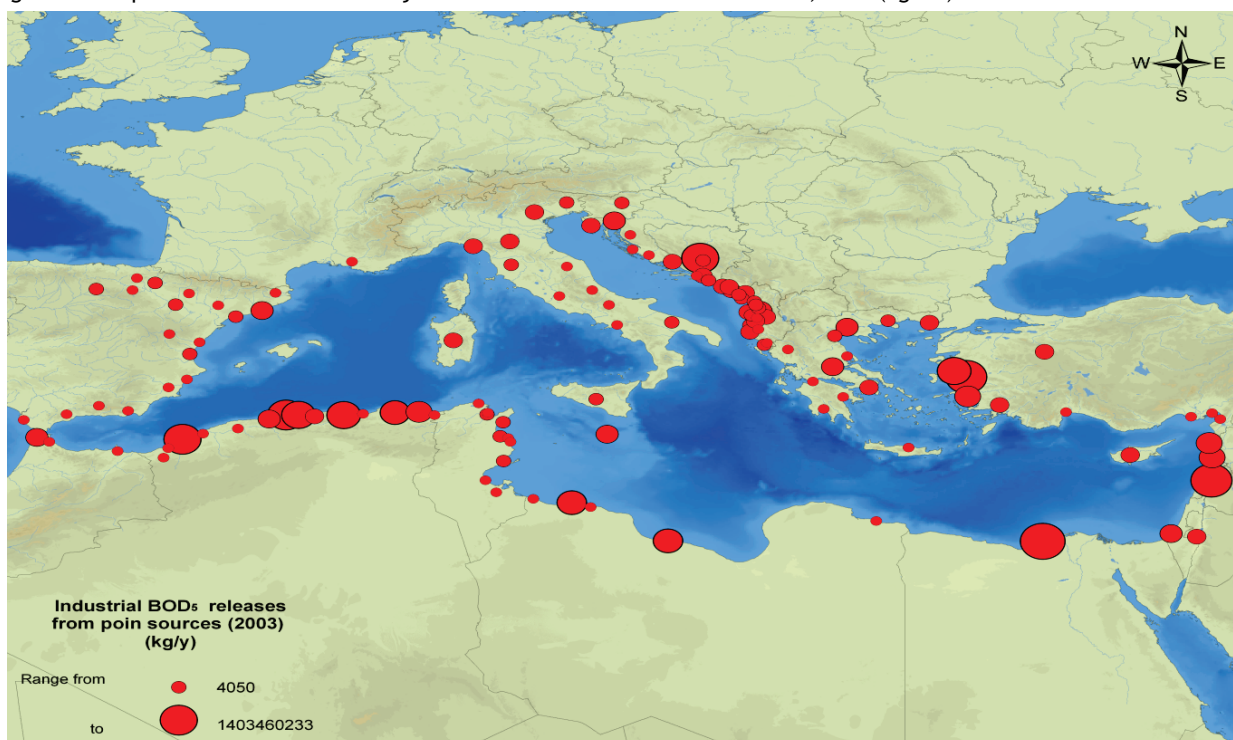 N
W E
S
Industrial BOD₅ releases
from poin sources (2003)
(kg/y)
Range from
4050
to
1403460233